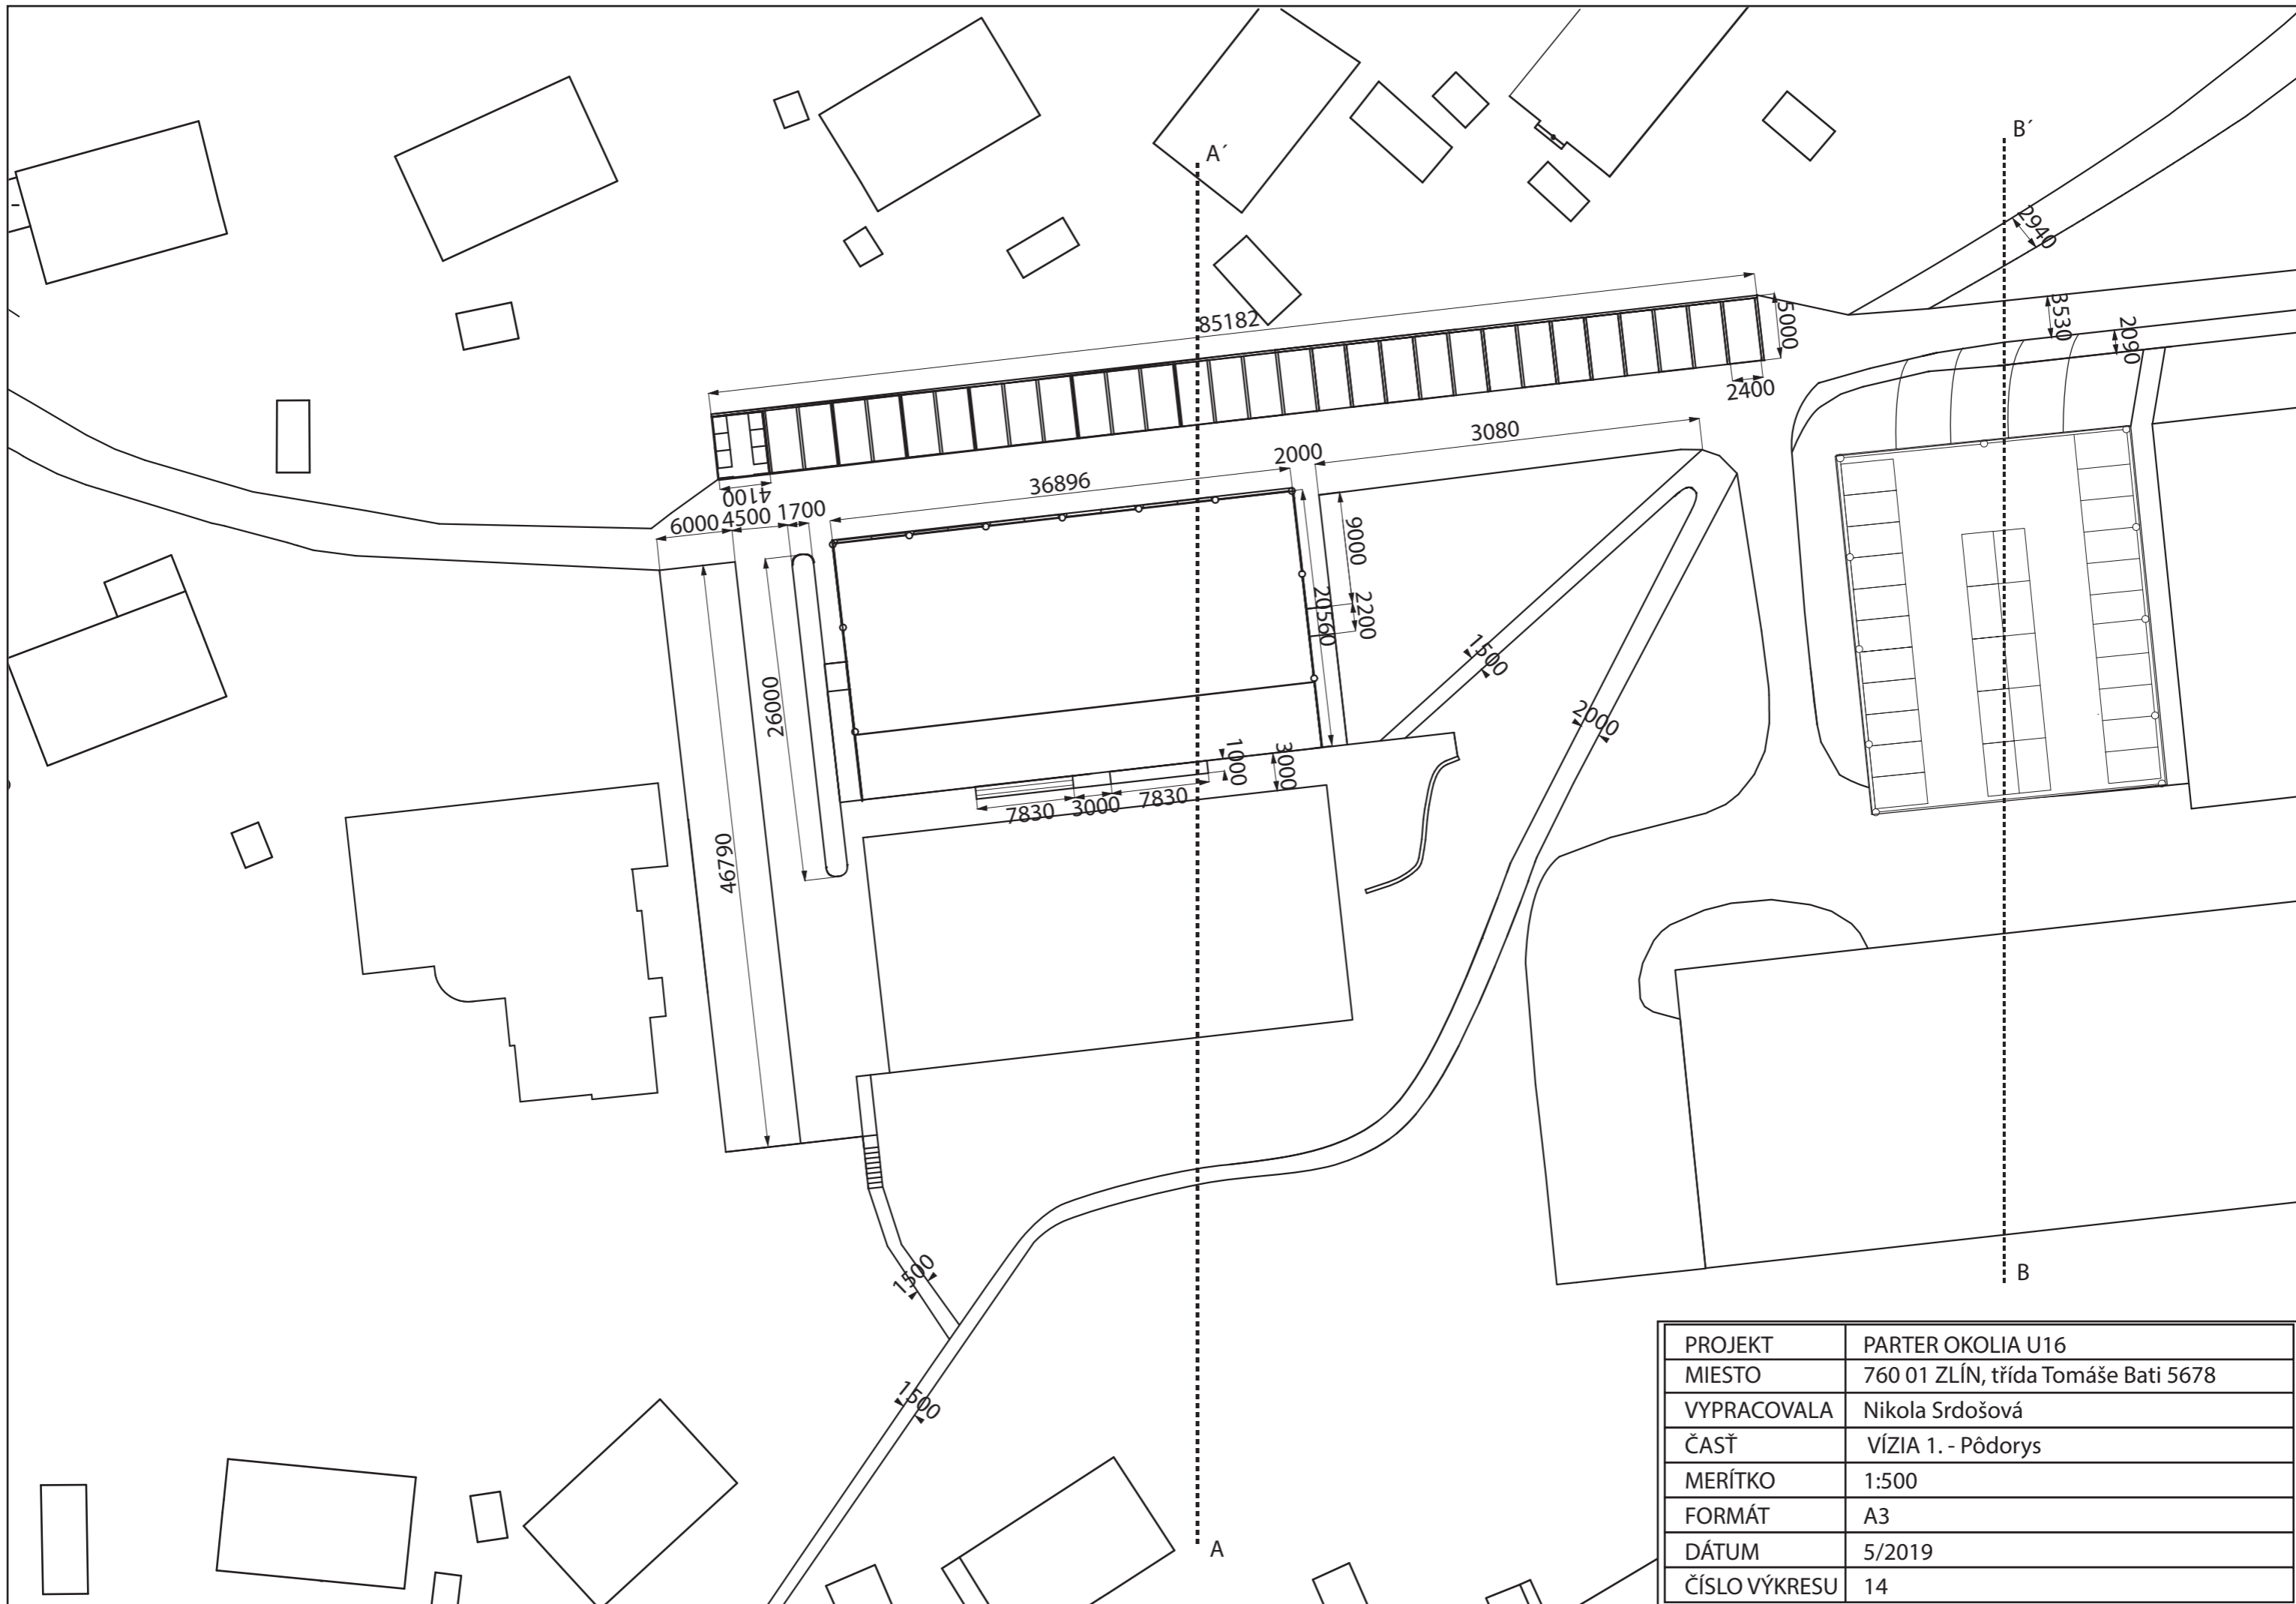 A´
B´
2940
85182
5000
3530
2090
2400
3080
2000
36896
4100
6000
4500
1700
9000
2200
20560
1500
26000
2000
1000
3000
7830
3000
7830
46790
1500
1500
B
A
PROJEKT PARTER OKOLIA U16
MIESTO 760 01 ZLÍN, třída Tomáše Bati 5678
VYPRACOVALA Nikola Srdošová
ČASŤ VÍZIA 1. - Pôdorys
MERÍTKO 1:500
FORMÁT A3
DÁTUM 5/2019
ČÍSLO VÝKRESU 14